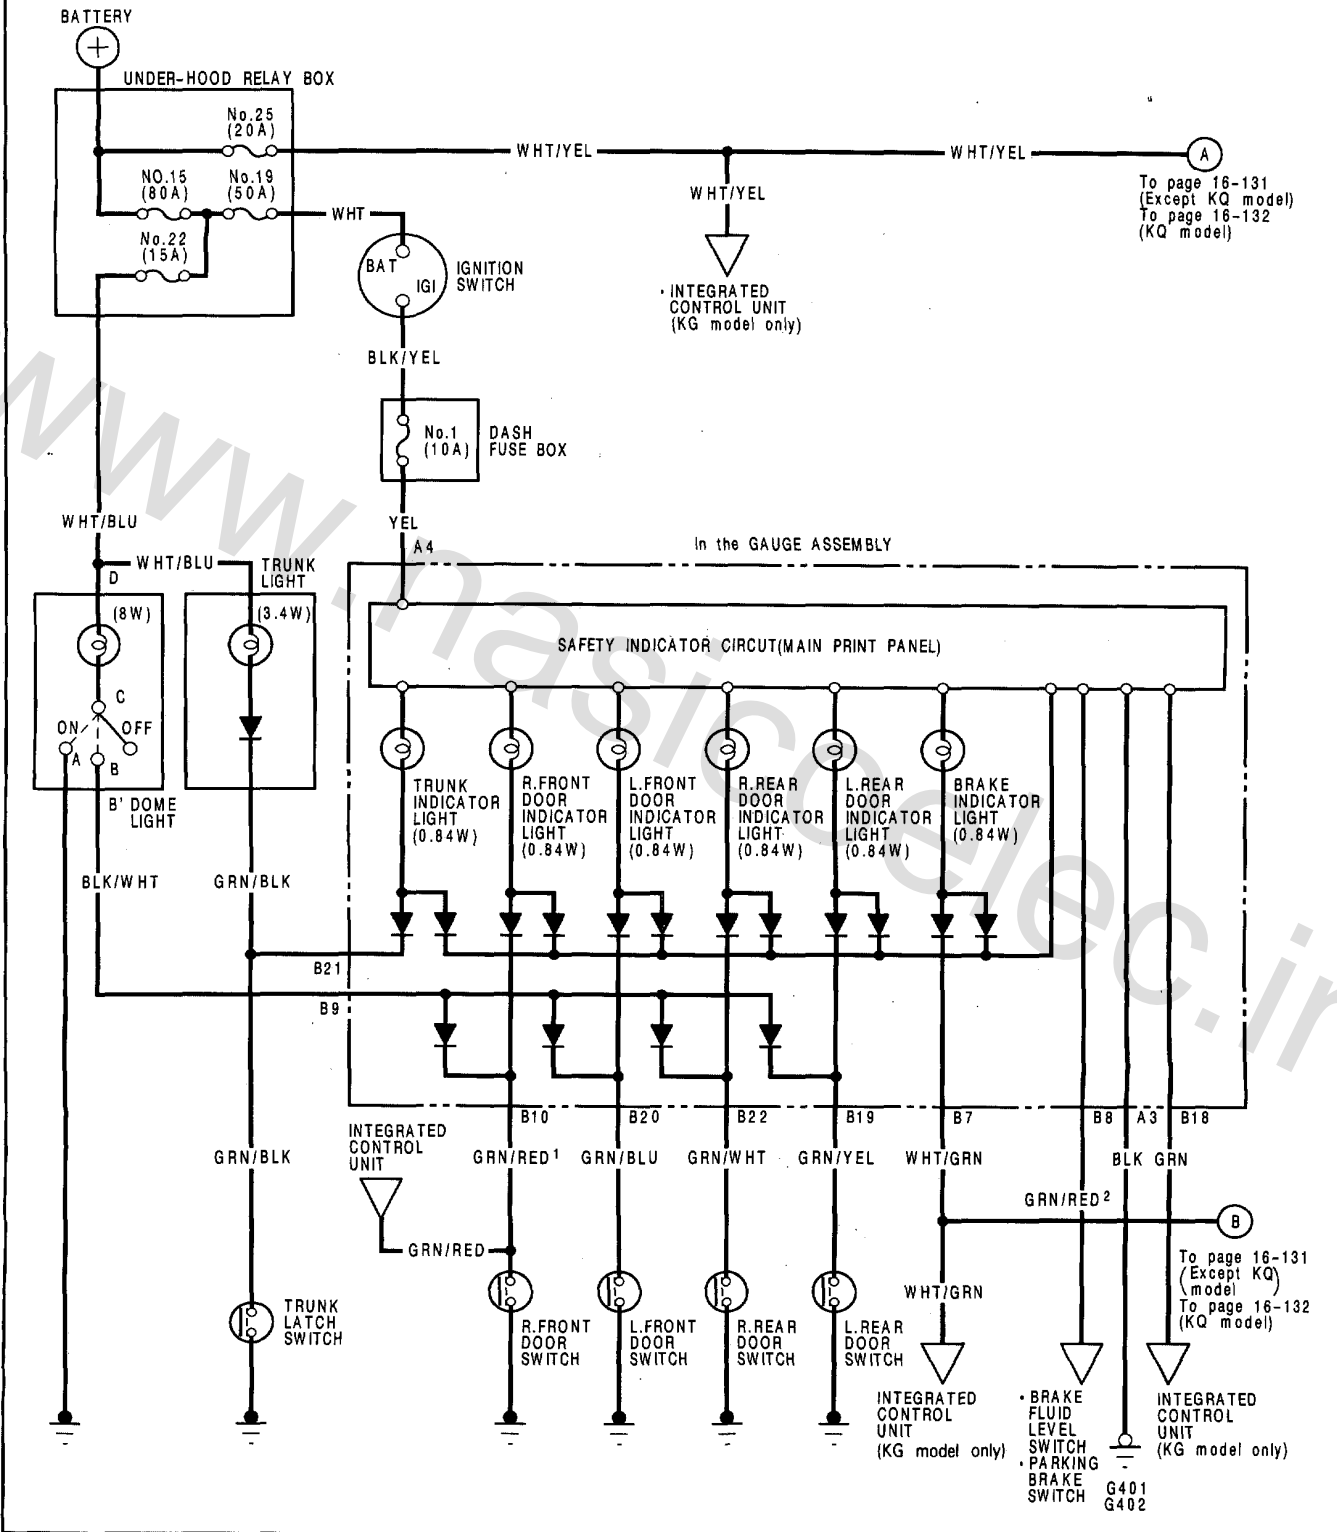 BATTERY
+
UNDER-HOOD RELAY BOX
No.25
(20A)
NO.15
(80A)
No.19
(50A)
No.22
(15A)
WHT/YEL
WHT/YEL
WHT/YEL
A
To page 16-131
(Except KQ model)
To page 16-132
(KQ model)
· INTEGRATED
CONTROL UNIT
(KG model only)
WHT
BAT
IGI
IGNITION
SWITCH
BLK/YEL
No.1
(10A)
DASH
FUSE BOX
YEL
A4
In the GAUGE ASSEMBLY
WHT/BLU
WHT/BLU
D
TRUNK
LIGHT
(8W)
(3.4W)
C
ON
OFF
A
B
B' DOME
LIGHT
SAFETY INDICATOR CIRCUT(MAIN PRINT PANEL)
TRUNK
INDICATOR
LIGHT
(0.84W)
R.FRONT
DOOR
INDICATOR
LIGHT
(0.84W)
L.FRONT
DOOR
INDICATOR
LIGHT
(0.84W)
R.REAR
DOOR
INDICATOR
LIGHT
(0.84W)
L.REAR
DOOR
INDICATOR
LIGHT
(0.84W)
BRAKE
INDICATOR
LIGHT
(0.84W)
BLK/WHT
GRN/BLK
B21
B9
B10
B20
B22
B19
B7
B8
A3
B18
INTEGRATED
CONTROL
UNIT
GRN/BLK
GRN/RED1
GRN/BLU
GRN/WHT
GRN/YEL
WHT/GRN
BLK
GRN
GRN/RED2
B
GRN/RED
To page 16-131
(Except KQ
model)
To page 16-132
(KQ model)
WHT/GRN
TRUNK
LATCH
SWITCH
R.FRONT
DOOR
SWITCH
L.FRONT
DOOR
SWITCH
R.REAR
DOOR
SWITCH
L.REAR
DOOR
SWITCH
INTEGRATED
CONTROL
UNIT
(KG model only)
· BRAKE
FLUID
LEVEL
SWITCH
· PARKING
BRAKE
SWITCH
G401
G402
INTEGRATED
CONTROL
UNIT
(KG model only)
www.nasiccelec.ir